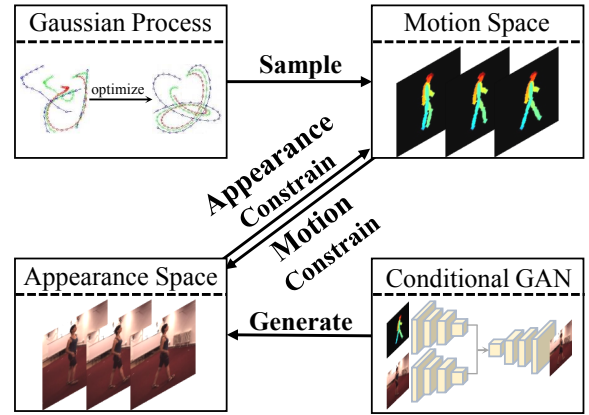 Gaussian Process
Motion Space
optimize
Sample
Appearance
Constrain
Motion
Constrain
Appearance Space
Conditional GAN
Generate